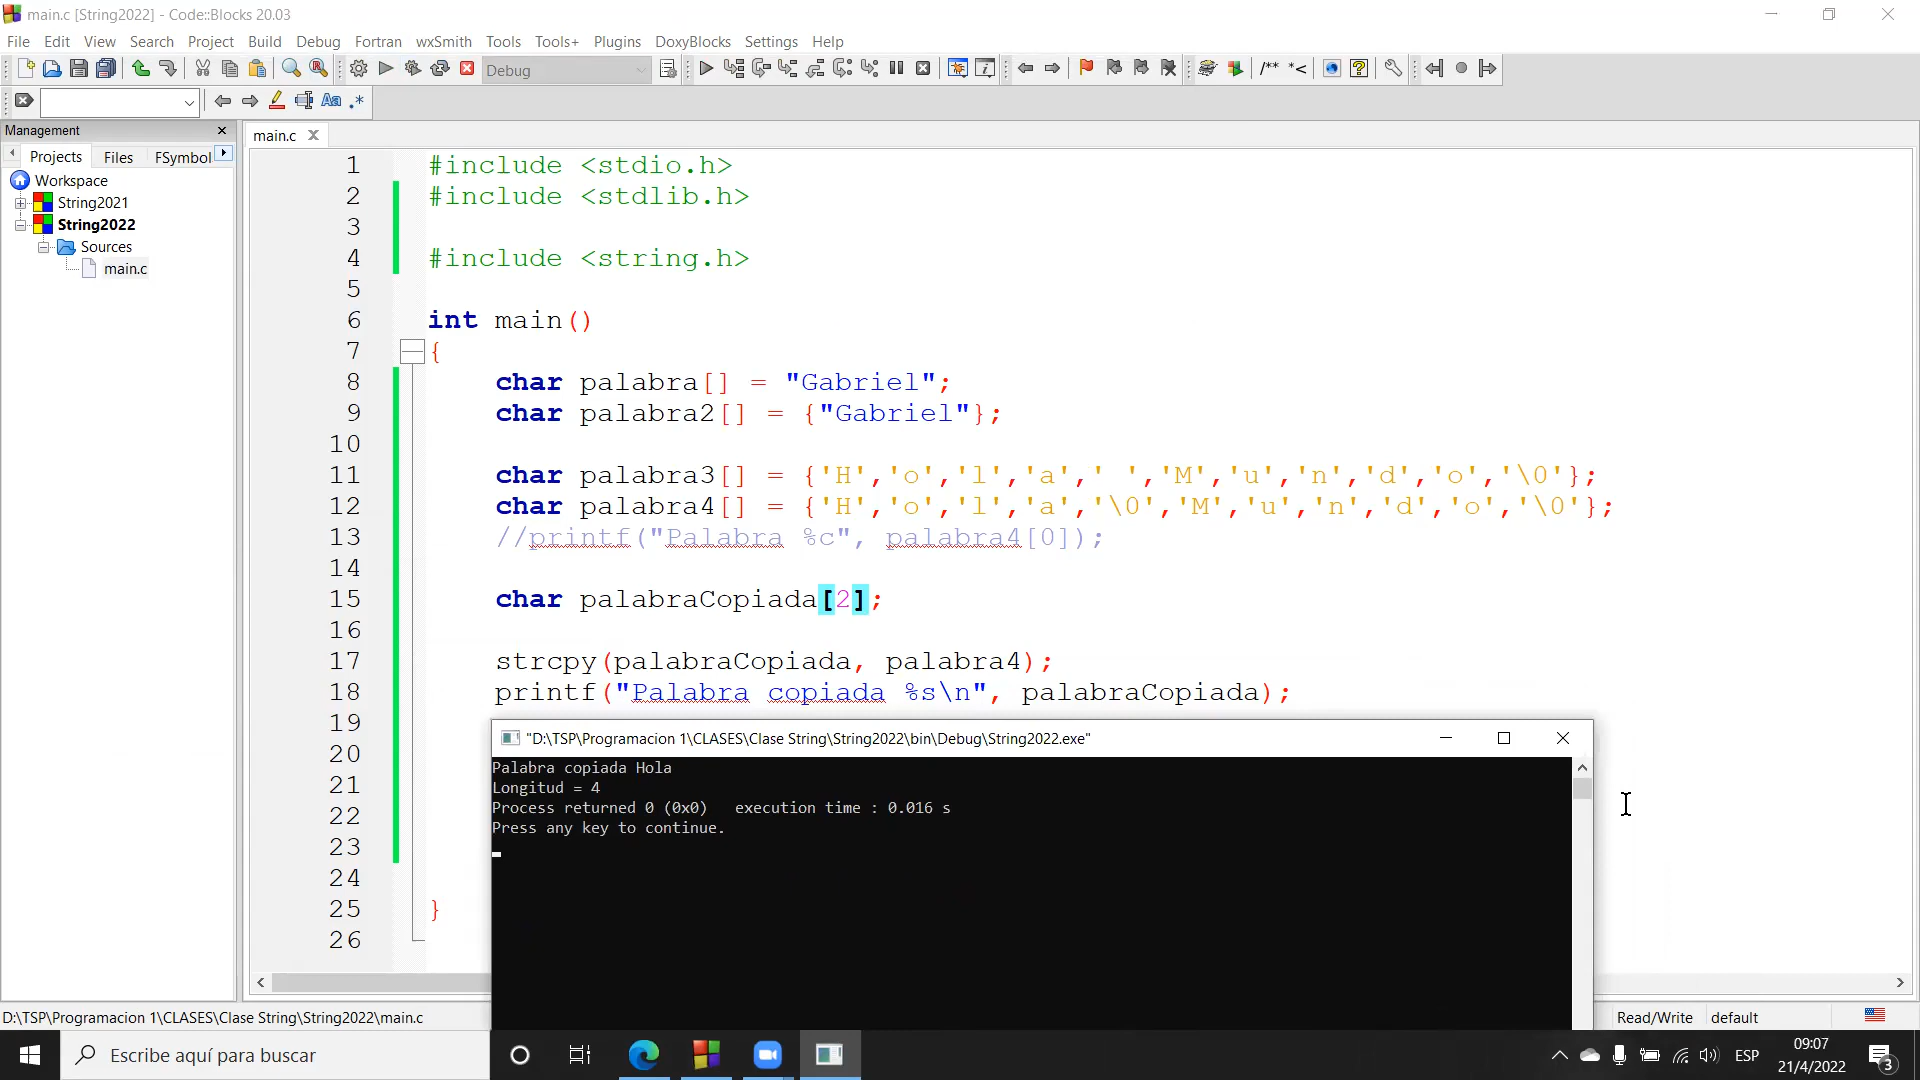 main.c [String2022] - Code::Blocks 20.03
File Edit View Search Project Build Debug Fortran wxSmith Tools Tools+ Plugins DoxyBlocks Settings Help
Debug /** *<
Aa .*
Management
main.c
Projects Files FSymbol
Workspace
String2021
String2022
Sources
main.c
1 #include <stdio.h>
2 #include <stdlib.h>
3
4 #include <string.h>
5
6 int main()
7 {
8 char palabra[] = "Gabriel";
9 char palabra2[] = {"Gabriel"};
10
11 char palabra3[] = {'H','o','l','a',' ','M','u','n','d','o','\0'};
12 char palabra4[] = {'H','o','l','a','\0','M','u','n','d','o','\0'};
13 //printf("Palabra %c", palabra4[0]);
14
15 char palabraCopiada[2];
16
17 strcpy(palabraCopiada, palabra4);
18 printf("Palabra copiada %s\n", palabraCopiada);
19
20
21
22
23
24
25 }
26
"D:\TSP\Programacion 1\CLASES\Clase String\String2022\bin\Debug\String2022.exe"
Palabra copiada Hola
Longitud = 4
Process returned 0 (0x0) execution time : 0.016 s
Press any key to continue.
D:\TSP\Programacion 1\CLASES\Clase String\String2022\main.c Read/Write default
Escribe aquí para buscar
ESP
09:07
21/4/2022
3